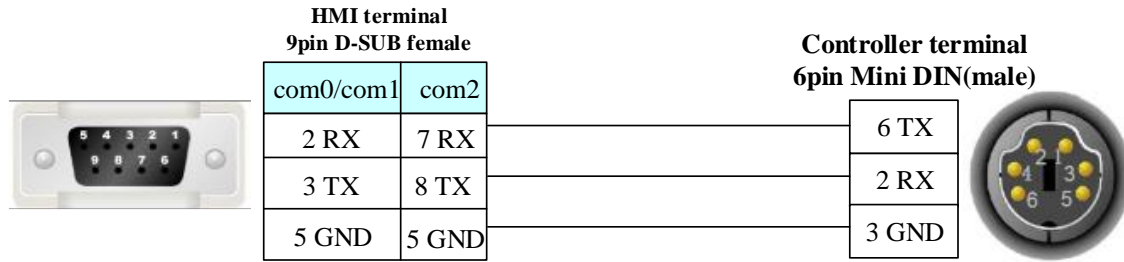 HMI terminal
9pin D-SUB female
Controller terminal
6pin Mini DIN(male)
com0/com1 com2
2 RX 7 RX 6 TX
3 TX 8 TX 2 RX
5 GND 5 GND 3 GND
5 4 3 2 1
9 8 7 6
2 1
4 3
6 5